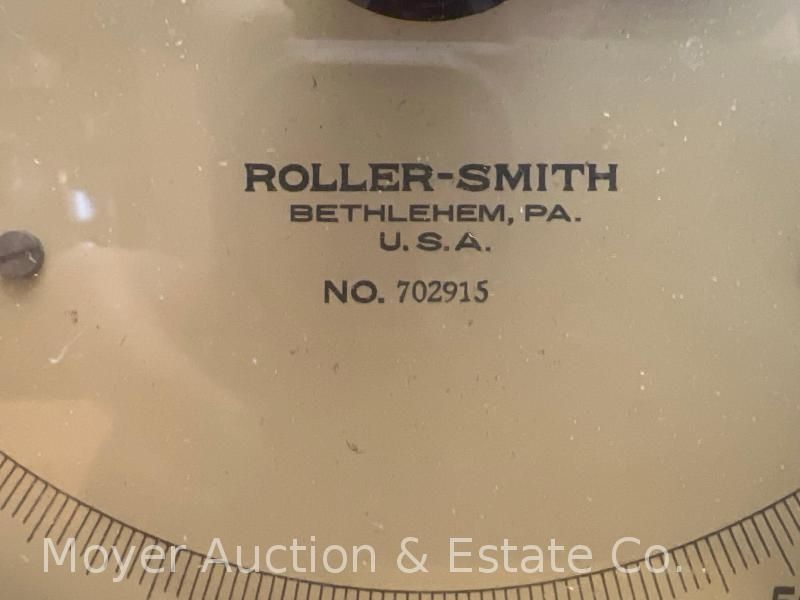 ROLLER-SMITH
BETHLEHEM, PA.
U.S.A.
NO. 702915
Moyer Auction & Estate Co.